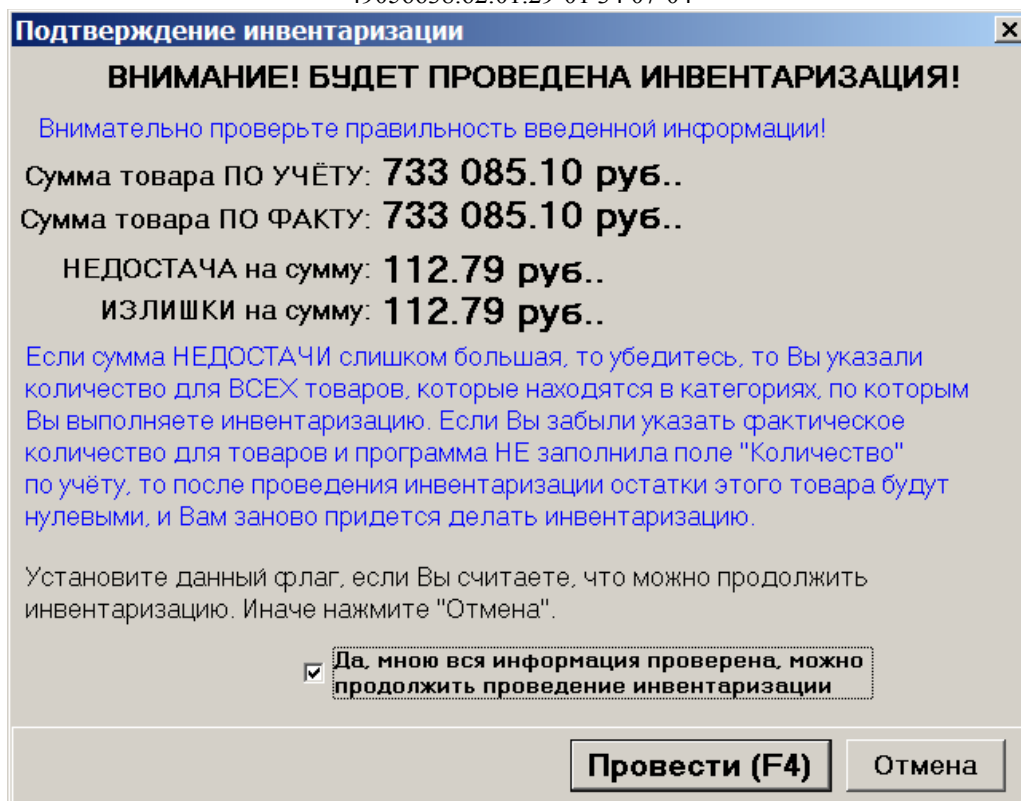 Подтверждение инвентаризации
ВНИМАНИЕ! БУДЕТ ПРОВЕДЕНА ИНВЕНТАРИЗАЦИЯ!
Внимательно проверьте правильность введенной информации!
Сумма товара ПО УЧЁТУ: 733 085.10 руб..
Сумма товара ПО ФАКТУ: 733 085.10 руб..
НЕДОСТАЧА на сумму: 112.79 руб..
ИЗЛИШКИ на сумму: 112.79 руб..
Если сумма НЕДОСТАЧИ слишком большая, то убедитесь, то Вы указали
количество для ВСЕХ товаров, которые находятся в категориях, по которым
Вы выполняете инвентаризацию. Если Вы забыли указать фактическое
количество для товаров и программа НЕ заполнила поле "Количество"
по учёту, то после проведения инвентаризации остатки этого товара будут
нулевыми, и Вам заново придется делать инвентаризацию.
Установите данный флаг, если Вы считаете, что можно продолжить
инвентаризацию. Иначе нажмите "Отмена".
Да, мною вся информация проверена, можно
продолжить проведение инвентаризации
Провести (F4)
Отмена